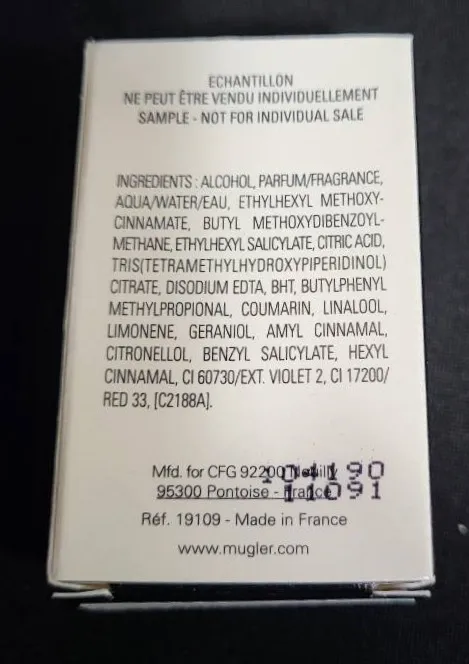 ECHANTILLON
NE PEUT ÊTRE VENDU INDIVIDUELLEMENT
SAMPLE - NOT FOR INDIVIDUAL SALE
INGREDIENTS : ALCOHOL, PARFUM/FRAGRANCE,
AQUA/WATER/EAU, ETHYLHEXYL METHOXY-
CINNAMATE, BUTYL METHOXYDIBENZOYL-
METHANE, ETHYLHEXYL SALICYLATE, CITRIC ACID,
TRIS(TETRAMETHYLHYDROXYPIPERIDINOL)
CITRATE, DISODIUM EDTA, BHT, BUTYLPHENYL
METHYLPROPIONAL, COUMARIN, LINALOOL,
LIMONENE, GERANIOL, AMYL CINNAMAL,
CITRONELLOL, BENZYL SALICYLATE, HEXYL
CINNAMAL, CI 60730/EXT. VIOLET 2, CI 17200/
RED 33, [C2188A].
Mfd. for CFG 92200
95300 Pontoise - France
11091
Réf. 19109 - Made in France
www.mugler.com